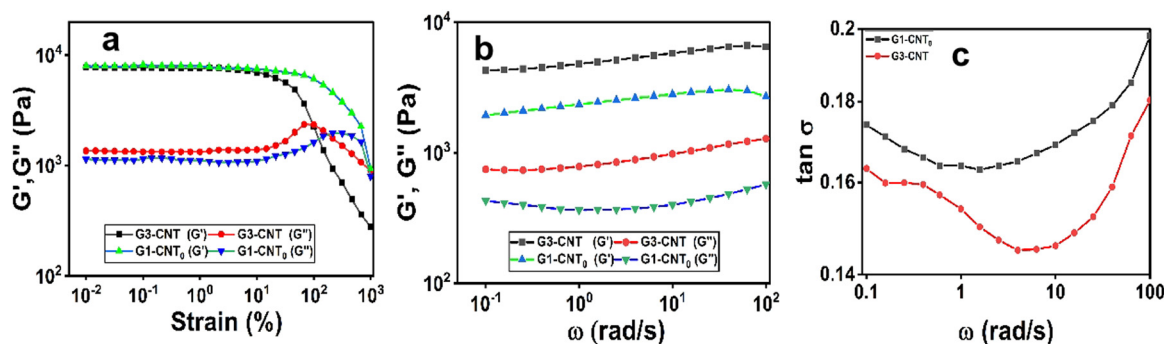 a
G', G" (Pa)
10⁴
10³
10²
G3-CNT (G') G3-CNT (G")
G1-CNT₀ (G') G1-CNT₀ (G")
10⁻² 10⁻¹ 10⁰ 10¹ 10² 10³
Strain (%)
b
G', G" (Pa)
10⁴
10³
10²
G3-CNT (G') G3-CNT (G")
G1-CNT₀ (G') G1-CNT₀ (G")
10⁻¹ 10⁰ 10¹ 10²
ω (rad/s)
c
tan σ
0.2
0.18
0.16
0.14
G1-CNT₀
G3-CNT
0.1 1 10 100
ω (rad/s)